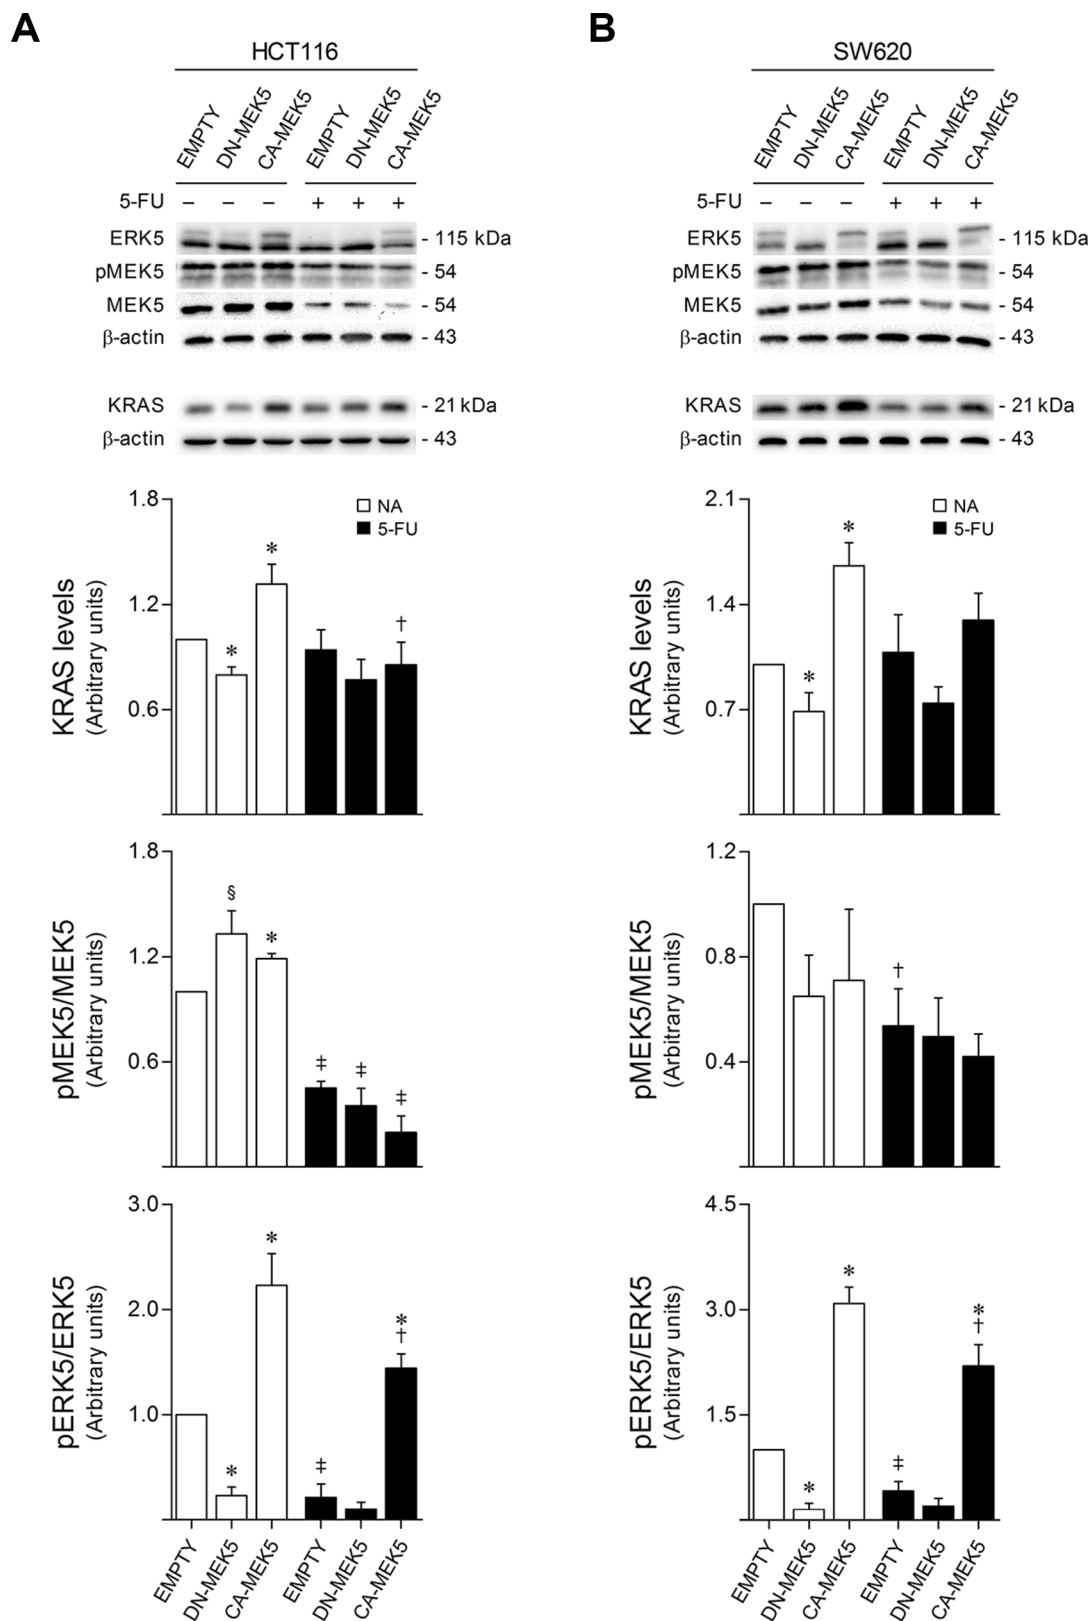 A
HCT116
EMPTY DN-MEK5 CA-MEK5 EMPTY DN-MEK5 CA-MEK5
5-FU – – – + + +
ERK5 - 115 kDa
pMEK5 - 54
MEK5 - 54
β-actin - 43
KRAS - 21 kDa
β-actin - 43
KRAS levels
(Arbitrary units)
1.8
1.2
0.6
NA
5-FU
* * †
pMEK5/MEK5
(Arbitrary units)
1.8
1.2
0.6
§ * ‡ ‡ ‡
pERK5/ERK5
(Arbitrary units)
3.0
2.0
1.0
* * ‡ * †
EMPTY DN-MEK5 CA-MEK5 EMPTY DN-MEK5 CA-MEK5
B
SW620
EMPTY DN-MEK5 CA-MEK5 EMPTY DN-MEK5 CA-MEK5
5-FU – – – + + +
ERK5 - 115 kDa
pMEK5 - 54
MEK5 - 54
β-actin - 43
KRAS - 21 kDa
β-actin - 43
KRAS levels
(Arbitrary units)
2.1
1.4
0.7
NA
5-FU
* *
pMEK5/MEK5
(Arbitrary units)
1.2
0.8
0.4
†
pERK5/ERK5
(Arbitrary units)
4.5
3.0
1.5
* * ‡ * †
EMPTY DN-MEK5 CA-MEK5 EMPTY DN-MEK5 CA-MEK5